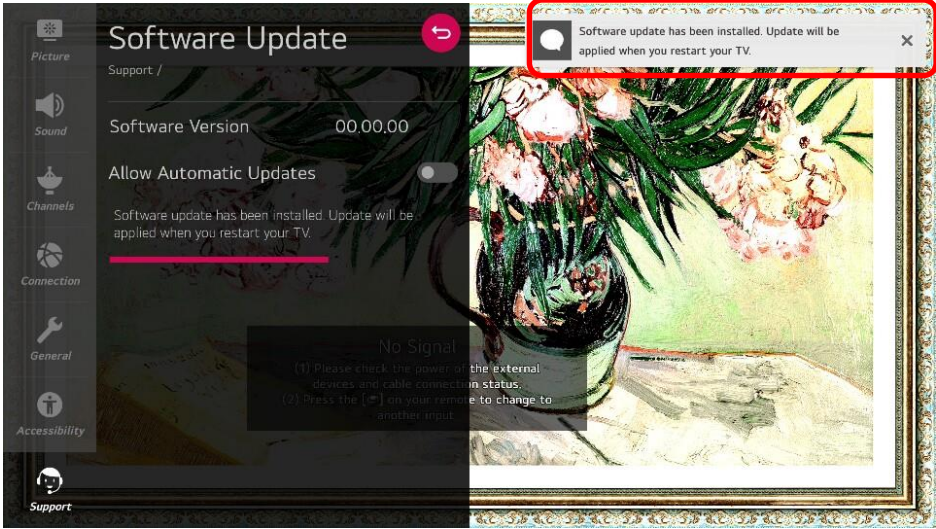 Picture
Sound
Channels
Connection
General
Accessibility
Support
Software Update
Support /
Software Version 00.00.00
Allow Automatic Updates
Software update has been installed. Update will be
applied when you restart your TV.
Software update has been installed. Update will be
applied when you restart your TV.
No Signal
(1) Please check the power of the external
devices and cable connection status,
(2) Press the [⮐] on your remote to change to
another input